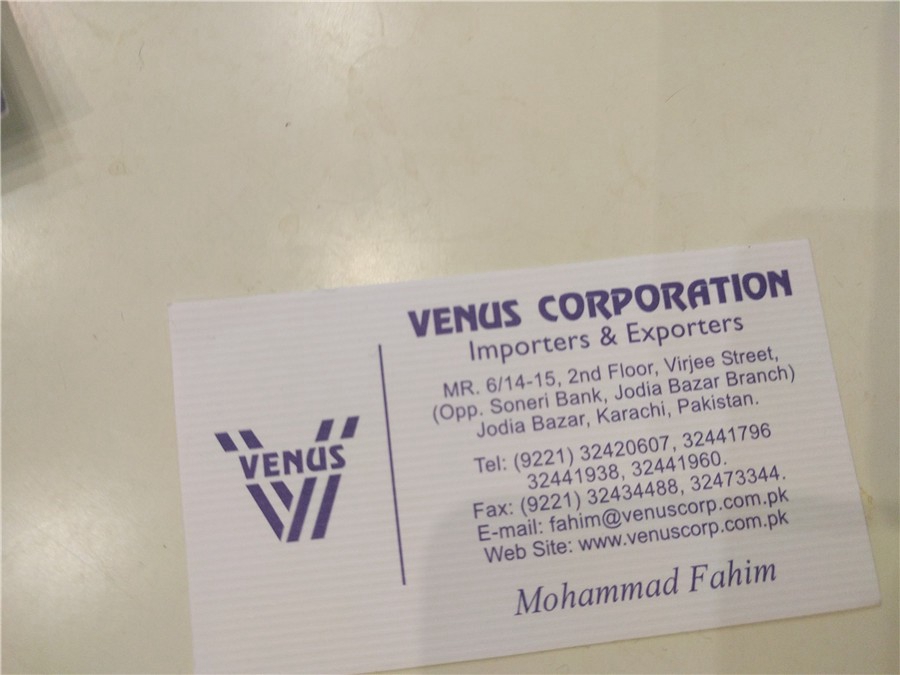 VENUS CORPORATION
Importers & Exporters
MR. 6/14-15, 2nd Floor, Virjee Street,
(Opp. Soneri Bank, Jodia Bazar Branch)
Jodia Bazar, Karachi, Pakistan.
Tel: (9221) 32420607, 32441796
32441938, 32441960.
Fax: (9221) 32434488, 32473344.
E-mail: fahim@venuscorp.com.pk
Web Site: www.venuscorp.com.pk
Mohammad Fahim
VENUS